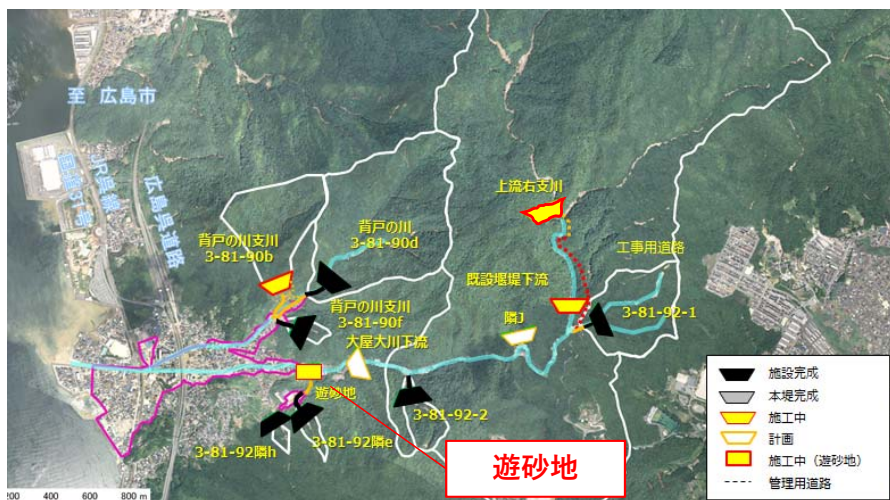 至 広島市
JR呉線
国道31号
広島呉道路
背戸の川支川
3-81-90b
背戸の川
3-81-90d
上流右支川
工事用道路
既設堰堤下流
背戸の川支川
3-81-90f
隣J
3-81-92-1
大屋大川下流
遊砂地
3-81-92-2
3-81-92隣h
3-81-92隣e
遊砂地
施設完成
本堤完成
施工中
計画
施工中（遊砂地）
管理用道路
200 0 200 400 600 800 m